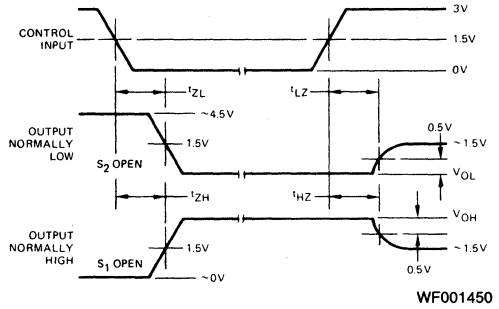 3V
CONTROL
INPUT
1.5V
0V
tZL
tLZ
~4.5V
0.5V
OUTPUT
NORMALLY
LOW
1.5V
~1.5V
S2 OPEN
VOL
tZH
tHZ
VOH
OUTPUT
NORMALLY
HIGH
S1 OPEN
1.5V
~1.5V
~0V
0.5V
WF001450